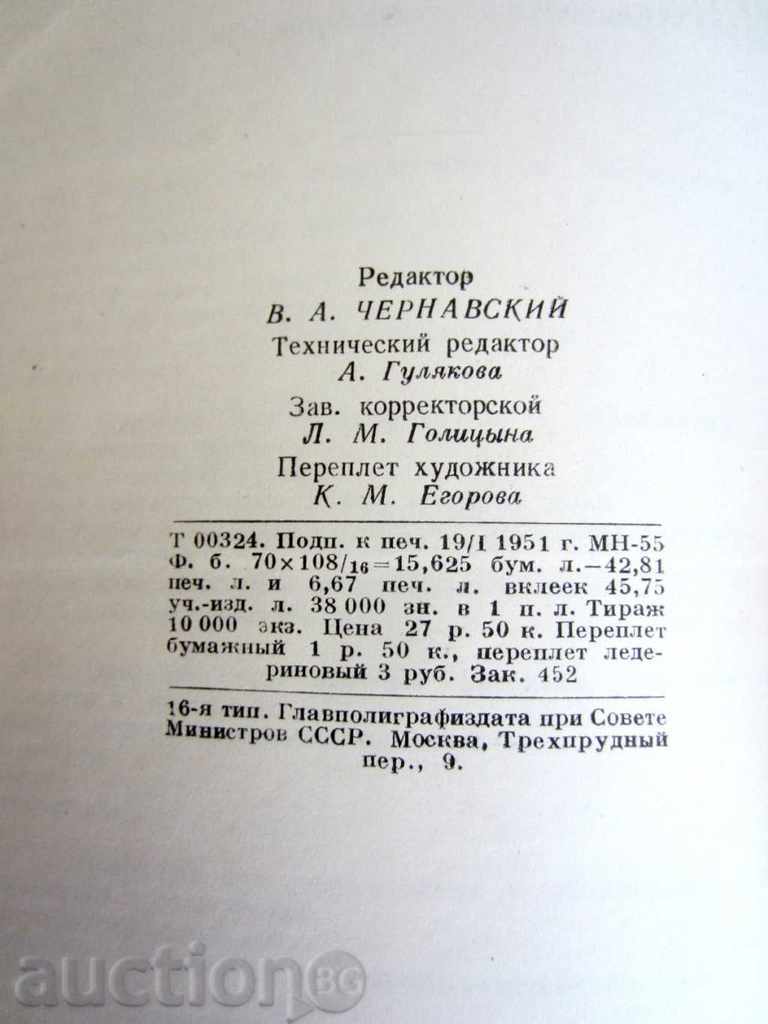 Редактор
В. А. ЧЕРНАВСКИЙ
Технический редактор
А. Гулякова
Зав. корректорской
Л. М. Голицына
Переплет художника
К. М. Егорова
Т 00324. Подп. к печ. 19/I 1951 г. МН-55
Ф. б. 70×108/16=15,625 бум. л.—42,81
печ. л. и 6,67 печ. л. вклеек 45,75
уч.-изд. л. 38 000 зн. в 1 п. л. Тираж
10 000 экз. Цена 27 р. 50 к. Переплет
бумажный 1 р. 50 к., переплет леде-
риновый 3 руб. Зак. 452
16-я тип. Главполиграфиздата при Совете
Министров СССР. Москва, Трехпрудный
пер., 9.
auctionBG